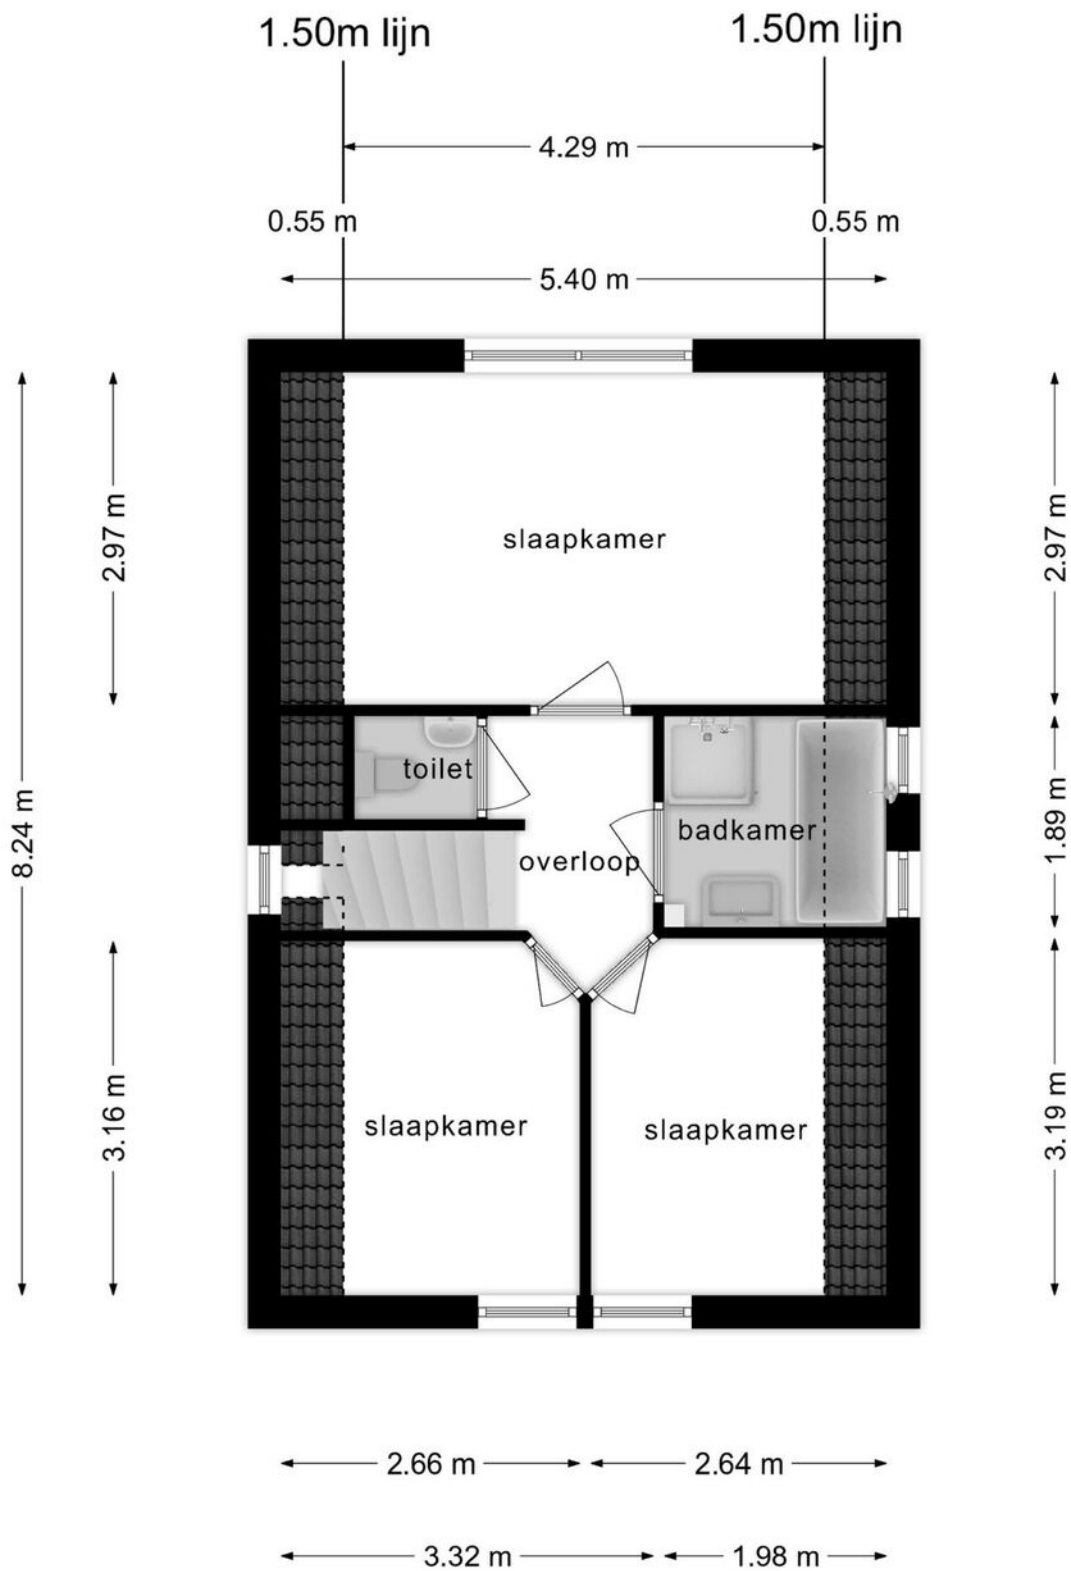 1.50m lijn
1.50m lijn
4.29 m
0.55 m
0.55 m
5.40 m
2.97 m
2.97 m
slaapkamer
toilet
badkamer
overloop
8.24 m
1.89 m
3.16 m
3.19 m
slaapkamer
slaapkamer
2.66 m
2.64 m
3.32 m
1.98 m